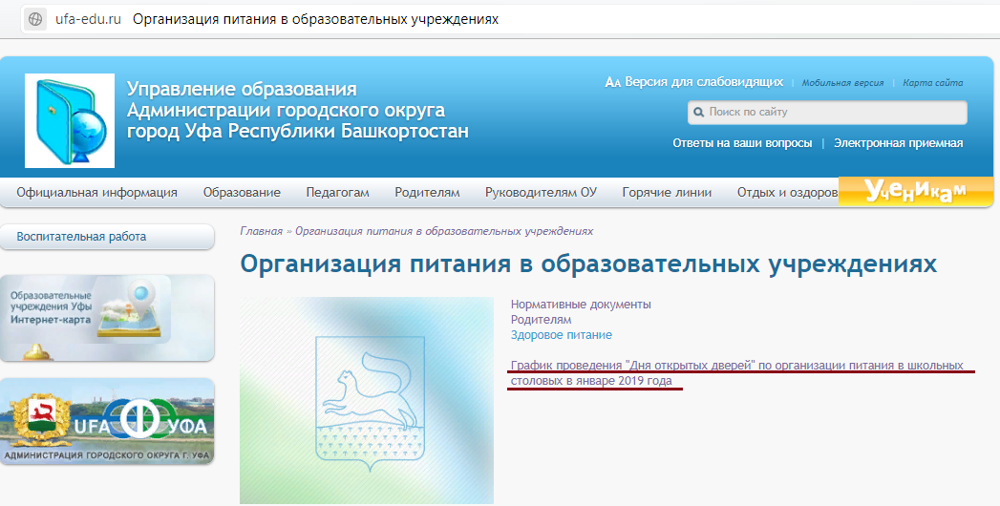 ufa-edu.ru Организация питания в образовательных учреждениях
Управление образования
Администрации городского округа
город Уфа Республики Башкортостан
АА Версия для слабовидящих | Мобильная версия | Карта сайта
Поиск по сайту
Ответы на ваши вопросы | Электронная приемная
Официальная информация Образование Педагогам Родителям Руководителям ОУ Горячие линии Отдых и оздоров
Ученикам
Воспитательная работа
Образовательные
учреждения Уфы
Интернет-карта
UFA УФА
АДМИНИСТРАЦИЯ ГОРОДСКОГО ОКРУГА Г. УФА
Главная » Организация питания в образовательных учреждениях
Организация питания в образовательных учреждениях
Нормативные документы
Родителям
Здоровое питание
График проведения "Дня открытых дверей" по организации питания в школьных
столовых в январе 2019 года